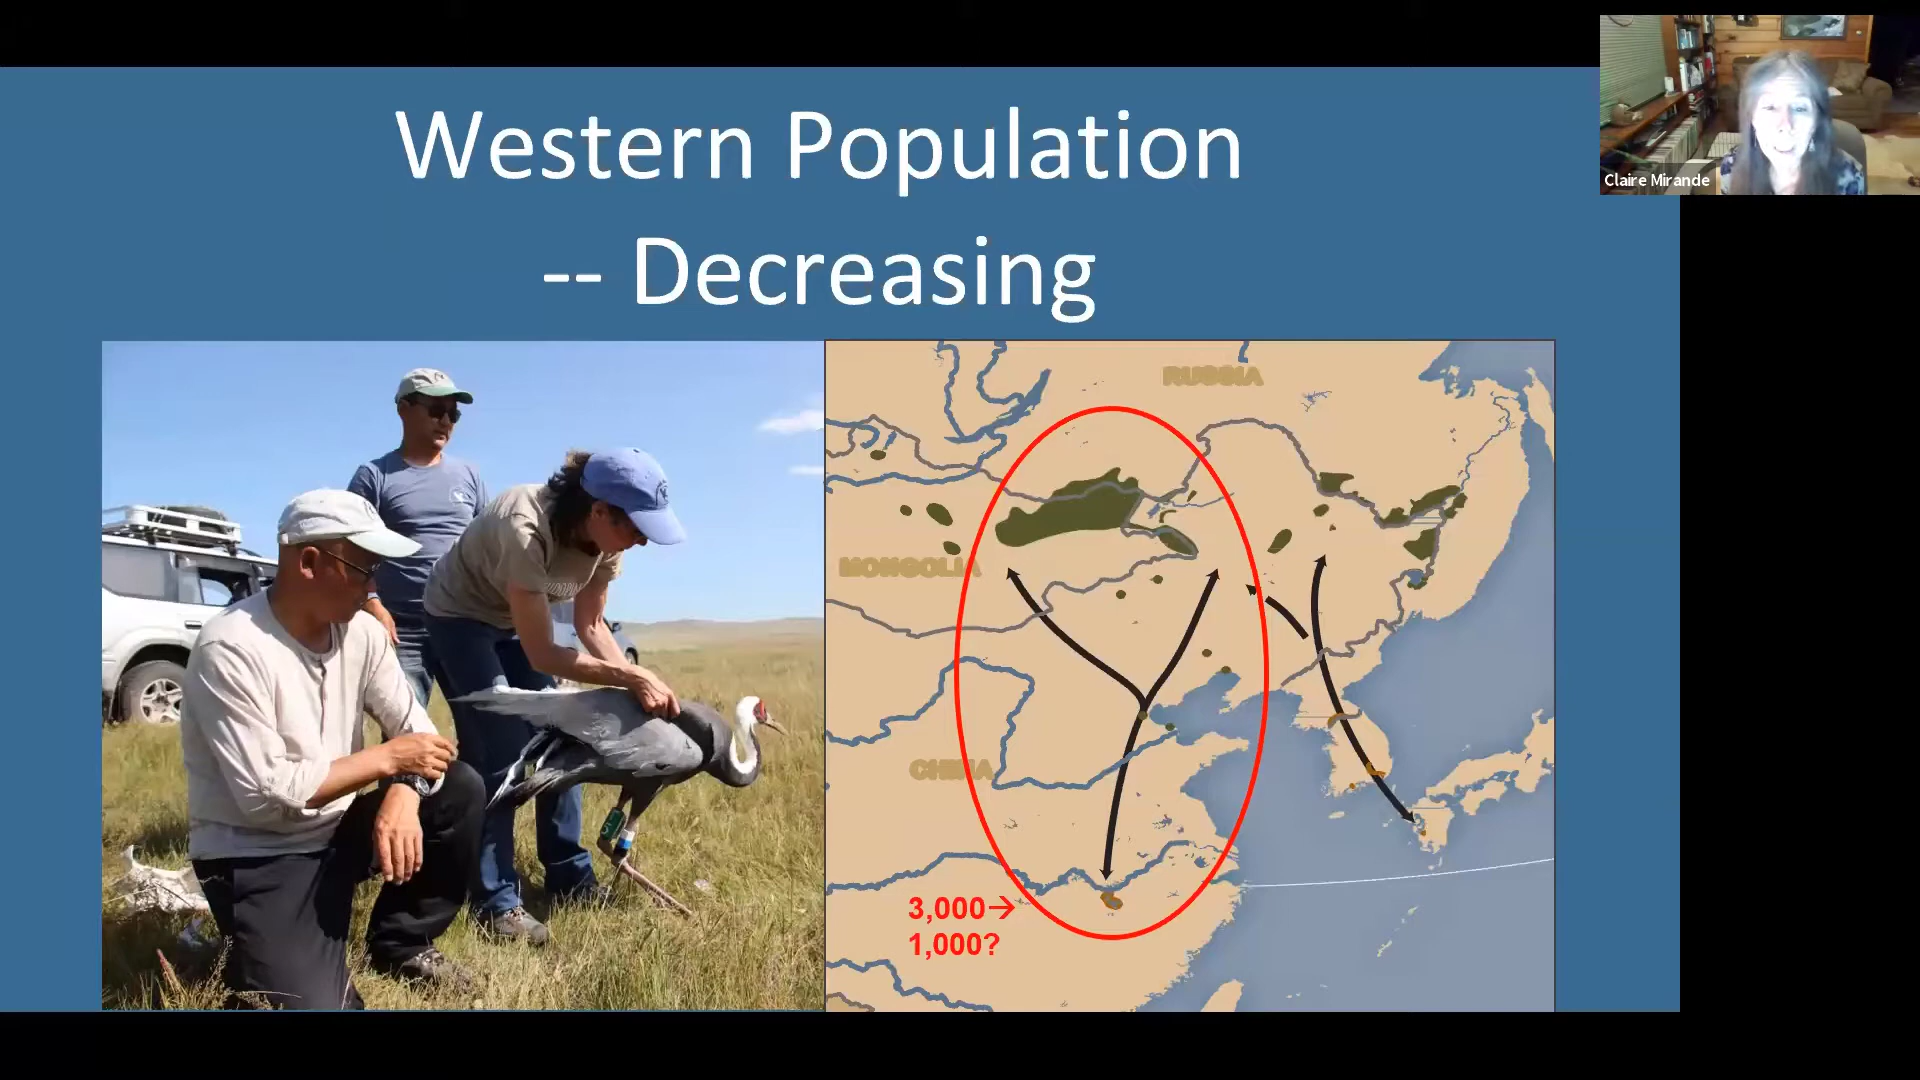 Western Population
-- Decreasing
Claire Mirande
RUSSIA
MONGOLIA
CHINA
3,000→
1,000?